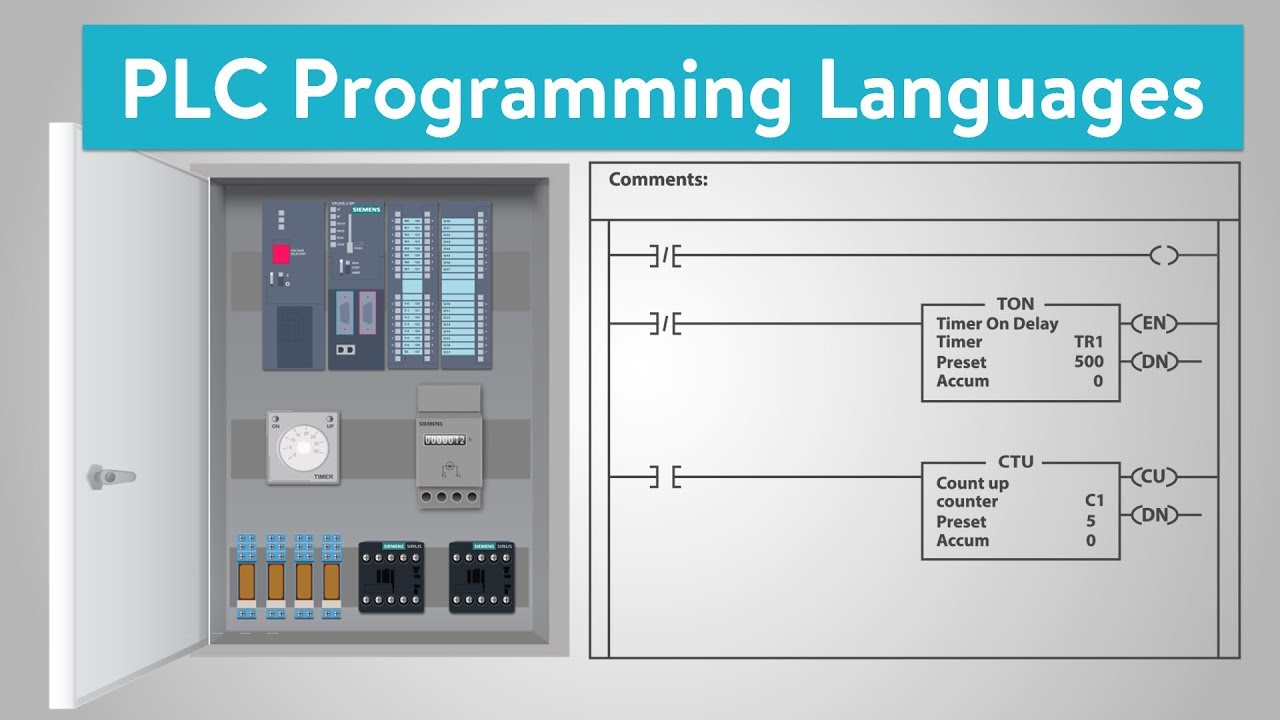 PLC Programming Languages
Comments:
SIEMENS
ON
UP
TIMER
SIEMENS
0000012
SIEMENS
SIRIUS
SIEMENS
SIRIUS
TON
Timer On Delay
Timer TR1
Preset 500
Accum 0
EN
DN
CTU
Count up
counter C1
Preset 5
Accum 0
CU
DN